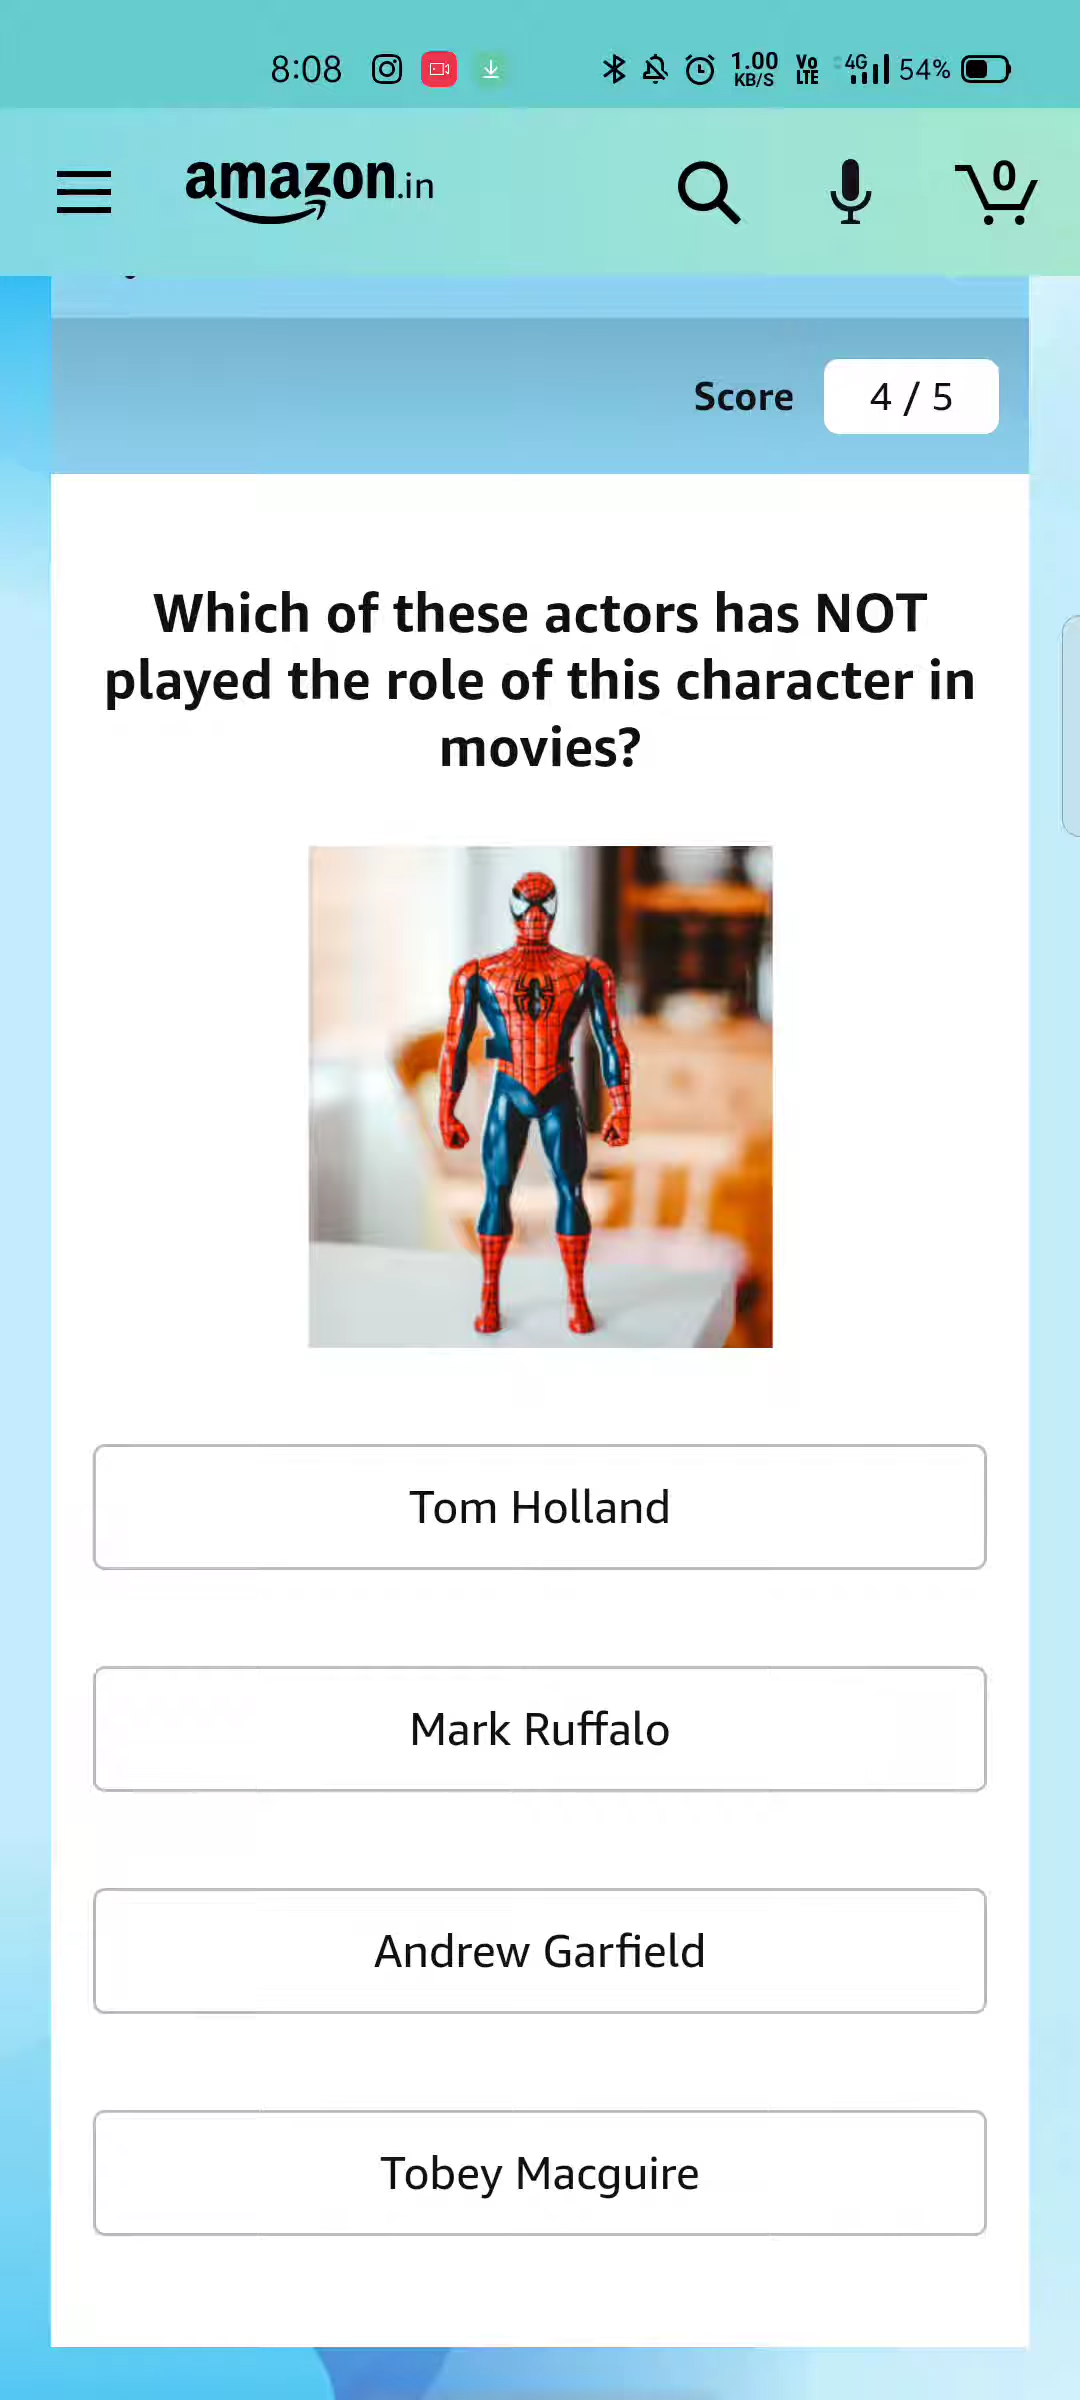 8:08 1.00 KB/S Vo LTE 4G 54%
amazon.in 0
Score 4 / 5
Which of these actors has NOT
played the role of this character in
movies?
Tom Holland
Mark Ruffalo
Andrew Garfield
Tobey Macguire